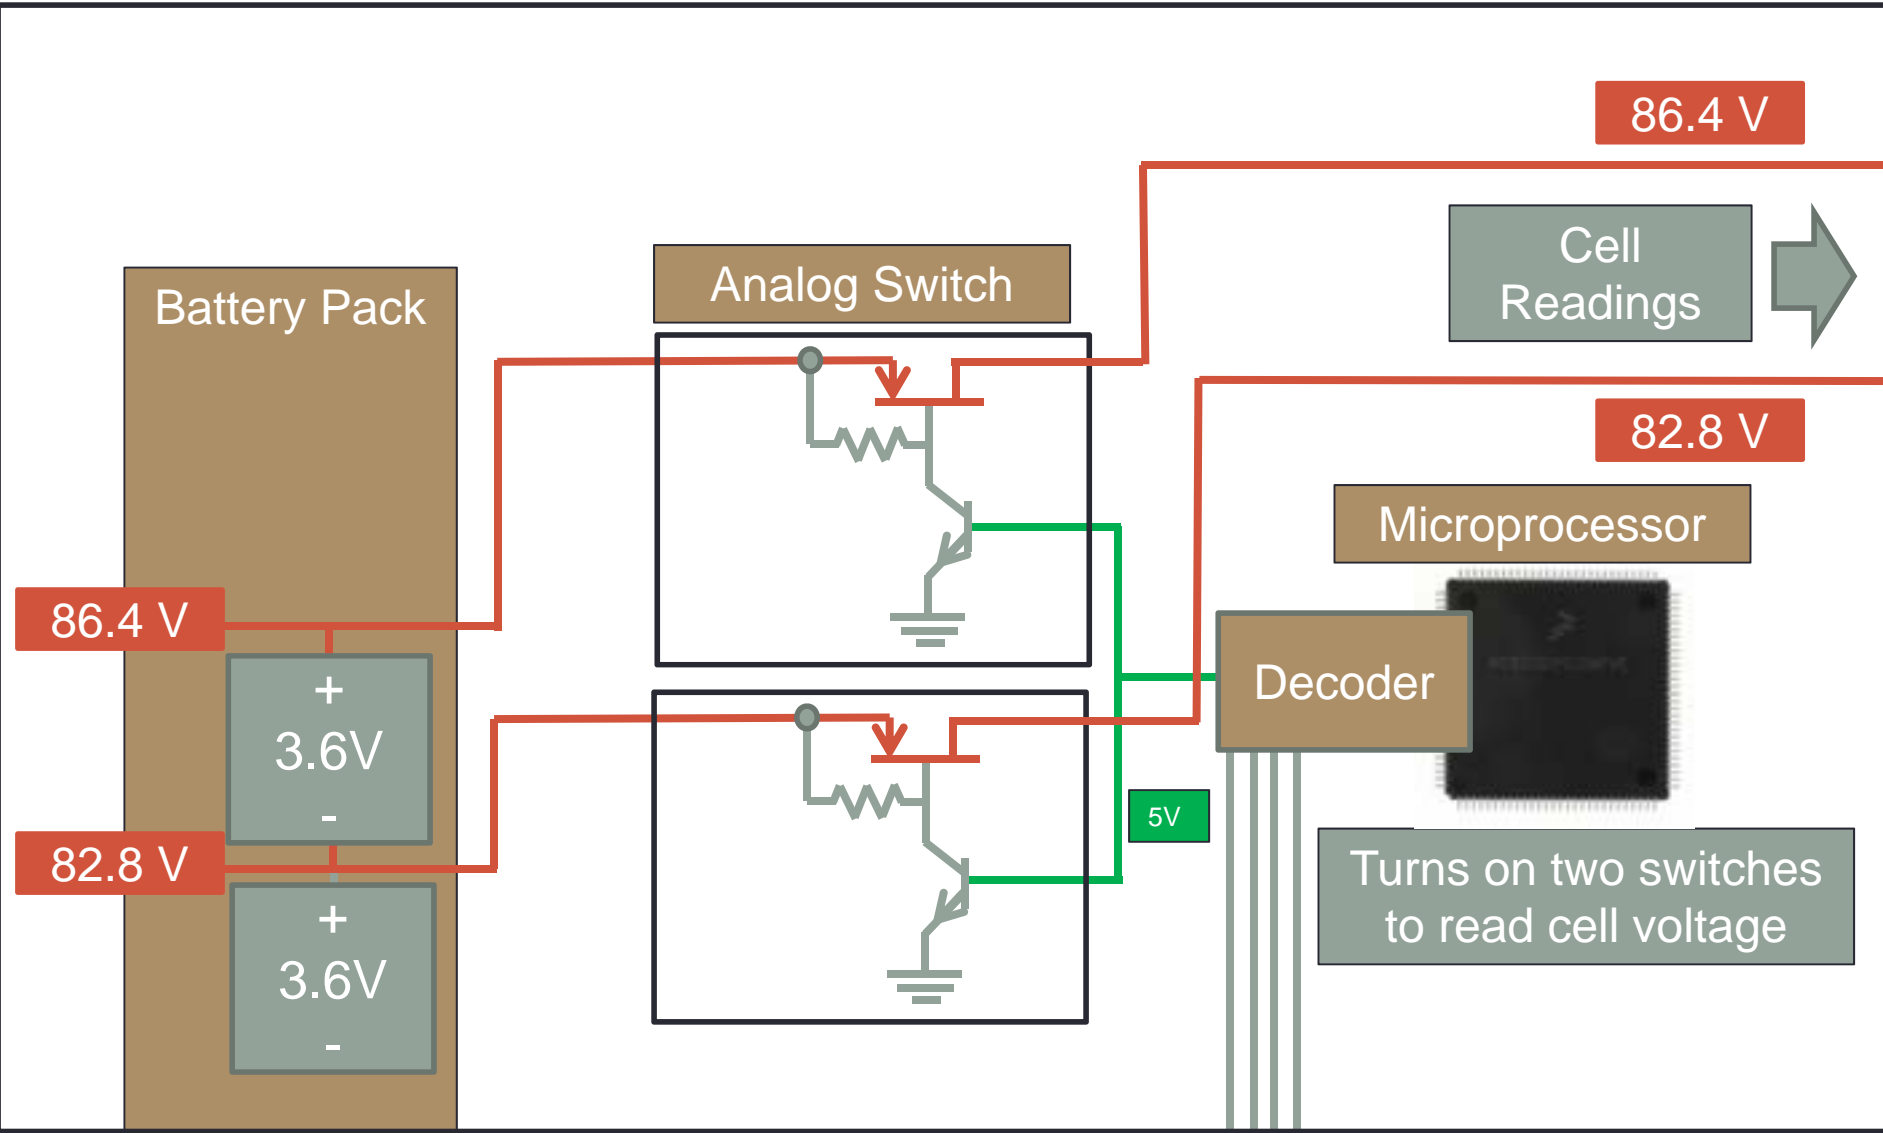 86.4 V
Cell
Readings
Analog Switch
Battery Pack
82.8 V
Microprocessor
86.4 V
Decoder
+
3.6V
-
5V
82.8 V
Turns on two switches
to read cell voltage
+
3.6V
-